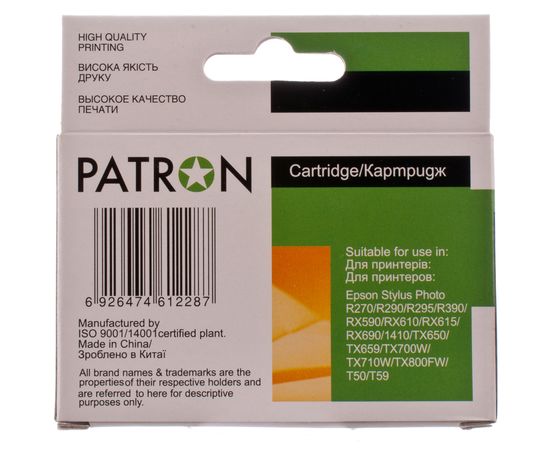 HIGH QUALITY
PRINTING
ВИСОКА ЯКІСТЬ
ДРУКУ
ВЫСОКОЕ КАЧЕСТВО
ПЕЧАТИ
PATRON
Cartridge/Картридж
6 926474 612287
Manufactured by
ISO 9001/14001certified plant.
Made in China/
Зроблено в Китаї
All brand names & trademarks are the
properties of their respective holders and
are referred to here for descriptive
purposes only.
Suitable for use in:
Для принтерів:
Для принтеров:
Epson Stylus Photo
R270/R290/R295/R390/
RX590/RX610/RX615/
RX690/1410/TX650/
TX659/TX700W/
TX710W/TX800FW/
T50/T59